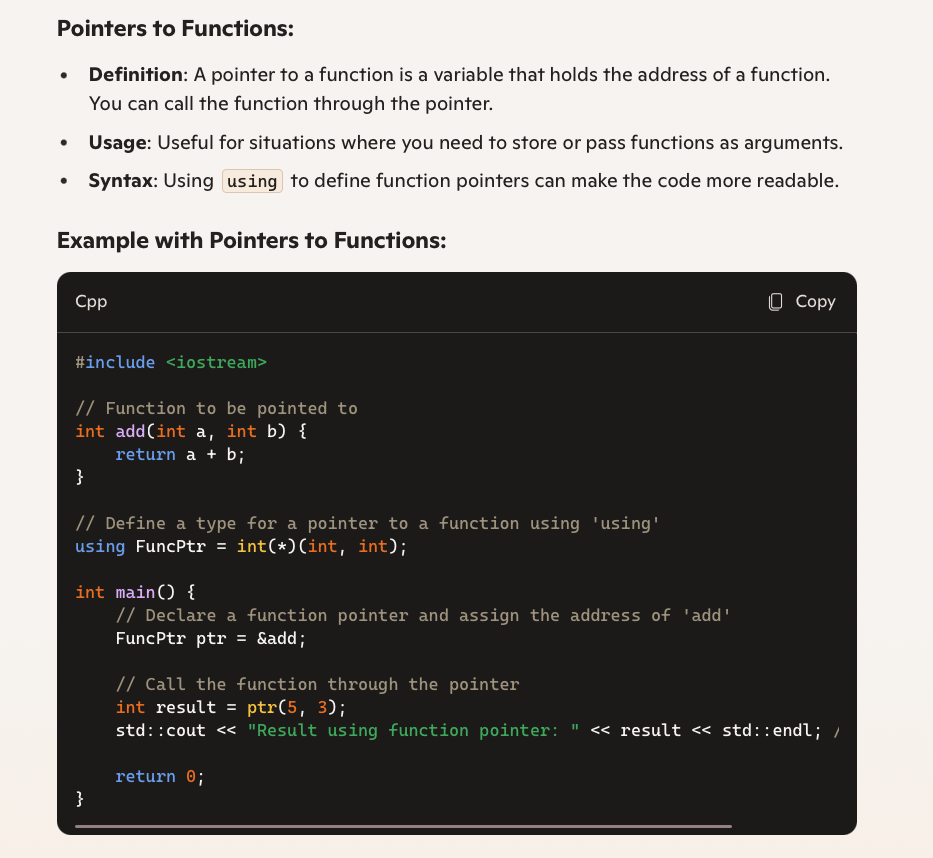 Pointers to Functions:
• Definition: A pointer to a function is a variable that holds the address of a function.
You can call the function through the pointer.
• Usage: Useful for situations where you need to store or pass functions as arguments.
• Syntax: Using using to define function pointers can make the code more readable.
Example with Pointers to Functions:
Cpp
Copy
#include <iostream>
// Function to be pointed to
int add(int a, int b) {
    return a + b;
}
// Define a type for a pointer to a function using 'using'
using FuncPtr = int(*)(int, int);
int main() {
    // Declare a function pointer and assign the address of 'add'
    FuncPtr ptr = &add;
    // Call the function through the pointer
    int result = ptr(5, 3);
    std::cout << "Result using function pointer: " << result << std::endl; /
    return 0;
}